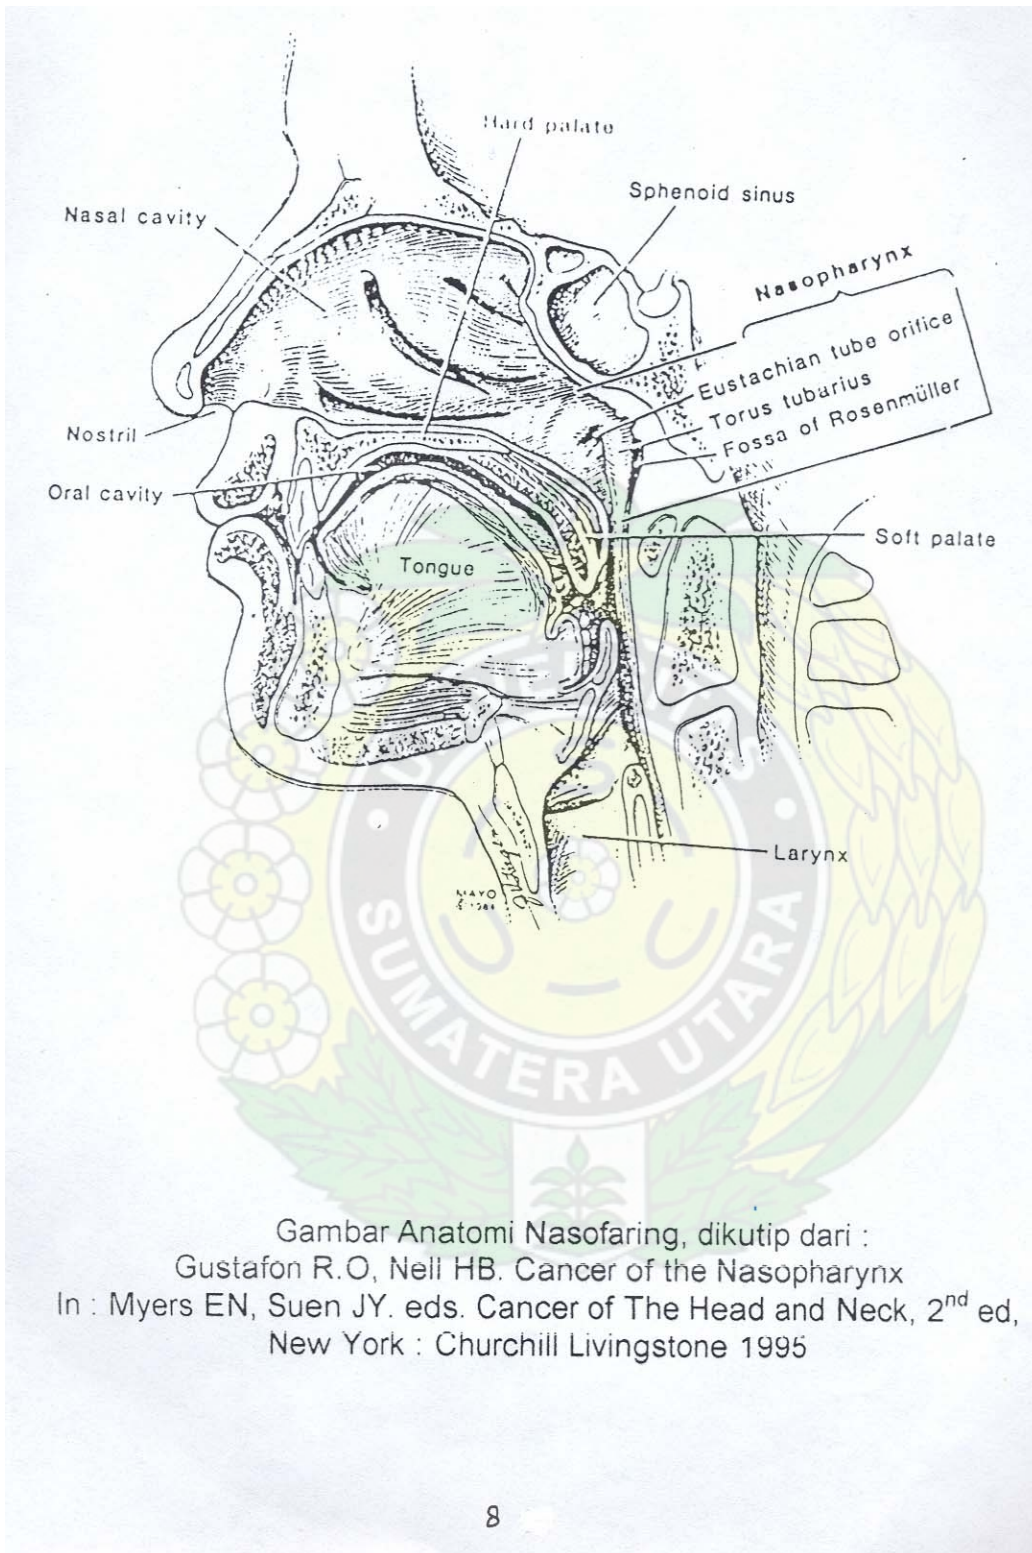 Hard palate
Sphenoid sinus
Nasal cavity
Nasopharynx
Eustachian tube orifice
Torus tubarius
Fossa of Rosenmüller
Nostril
Oral cavity
Soft palate
Tongue
Larynx
MAYO
SUMATERA UTARA
Gambar Anatomi Nasofaring, dikutip dari :
Gustafon R.O, Nell HB. Cancer of the Nasopharynx
In : Myers EN, Suen JY. eds. Cancer of The Head and Neck, 2nd ed,
New York : Churchill Livingstone 1995
8